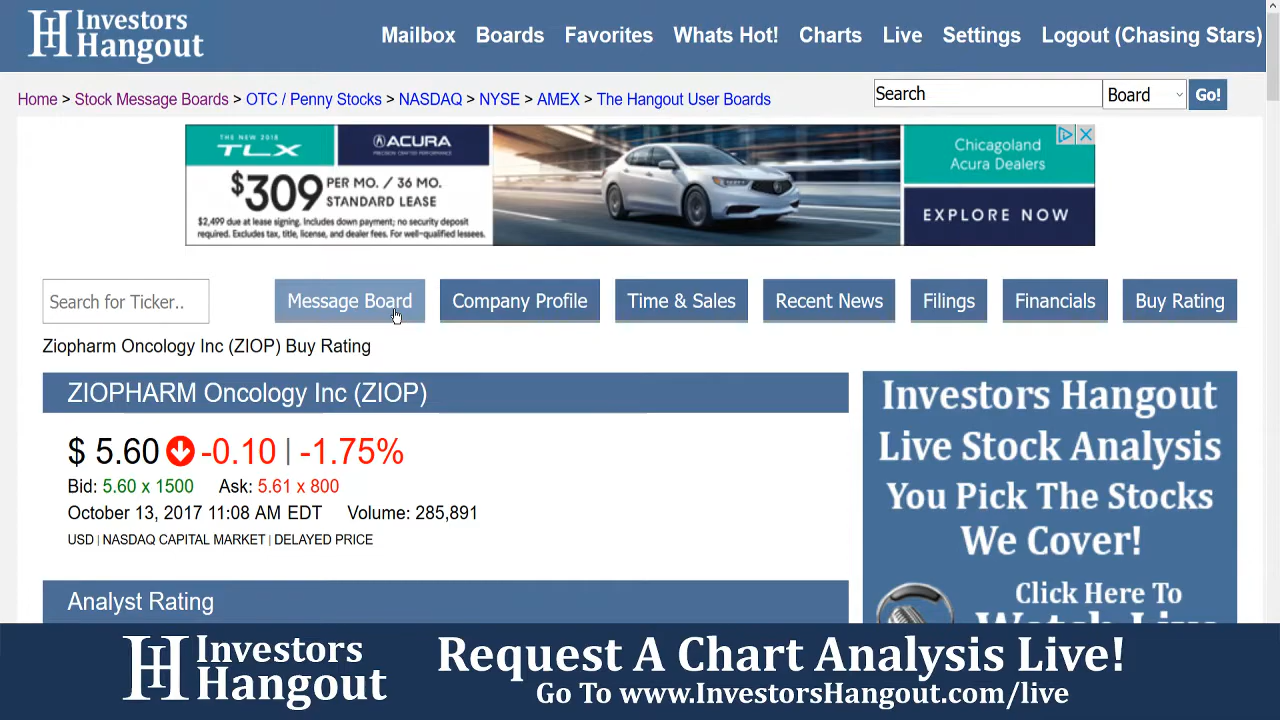 Investors
Hangout
Mailbox Boards Favorites Whats Hot! Charts Live Settings Logout (Chasing Stars)
Home > Stock Message Boards > OTC / Penny Stocks > NASDAQ > NYSE > AMEX > The Hangout User Boards
Search Board Go!
THE NEW 2018
TLX
ACURA
PRECISION CRAFTED PERFORMANCE
$309 PER MO. / 36 MO.
STANDARD LEASE
$2,499 due at lease signing. Includes down payment; no security deposit
required. Excludes tax, title, license, and dealer fees. For well-qualified lessees.
Chicagoland
Acura Dealers
EXPLORE NOW
Search for Ticker..
Message Board
Company Profile
Time & Sales
Recent News
Filings
Financials
Buy Rating
Ziopharm Oncology Inc (ZIOP) Buy Rating
ZIOPHARM Oncology Inc (ZIOP)
$ 5.60 -0.10 | -1.75%
Bid: 5.60 x 1500 Ask: 5.61 x 800
October 13, 2017 11:08 AM EDT Volume: 285,891
USD | NASDAQ CAPITAL MARKET | DELAYED PRICE
Analyst Rating
Investors Hangout
Live Stock Analysis
You Pick The Stocks
We Cover!
Click Here To
Watch Live
Investors
Hangout
Request A Chart Analysis Live!
Go To www.InvestorsHangout.com/live